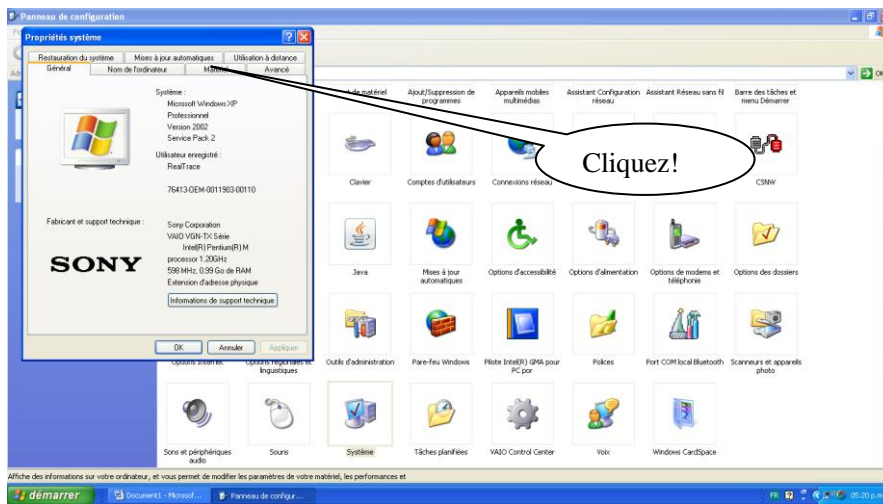 Panneau de configuration
Propriétés système
Restauration du système Mises à jour automatiques Utilisation à distance
Général Nom de l'ordinateur Matériel Avancé
Système :
Microsoft Windows XP
Professionnel
Version 2002
Service Pack 2
Utilisateur enregistré :
RealTrace
76413-OEM-0011903-00110
Fabricant et support technique :
Sony Corporation
VAIO VGN-TX Série
Intel(R) Pentium(R) M
processor 1.20GHz
598 MHz, 0,99 Go de RAM
Extension d'adresse physique
SONY
Informations de support technique
OK Annuler Appliquer
Cliquez!
OK
de matériel
Ajout/Suppression de
programmes
Appareils mobiles
multimédias
Assistant Configuration
réseau
Assistant Réseau sans fil
Barre des tâches et
menu Démarrer
Clavier
Comptes d'utilisateurs
Connexions réseau
CSNW
Java
Mises à jour
automatiques
Options d'accessibilité
Options d'alimentation
Options de modems et
téléphonie
Options des dossiers
Options Internet
Options régionales et
linguistiques
Outils d'administration
Pare-feu Windows
Pilote Intel(R) GMA pour
PC por
Polices
Port COM local Bluetooth
Scanneurs et appareils
photo
Sons et périphériques
audio
Souris
Système
Tâches planifiées
VAIO Control Center
Voix
Windows CardSpace
Affiche des informations sur votre ordinateur, et vous permet de modifier les paramètres de votre matériel, les performances et
démarrer
Document1 - Microsof...
Panneau de configur...
FR
05:20 p.m.